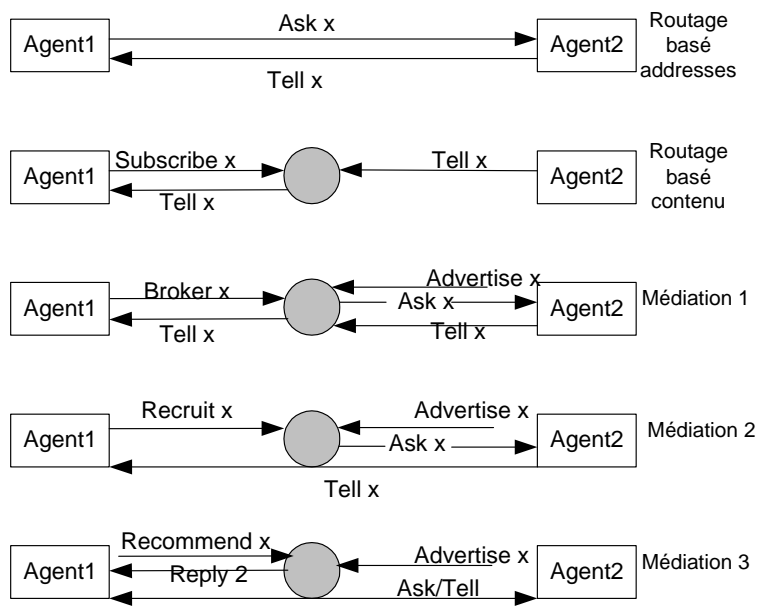 Ask x
Agent1
Agent2
Routage
basé
addresses
Tell x
Subscribe x
Tell x
Agent1
Agent2
Routage
basé
contenu
Tell x
Advertise x
Broker x
Ask x
Agent1
Agent2
Médiation 1
Tell x
Tell x
Recruit x
Advertise x
Agent1
Ask x
Agent2
Médiation 2
Tell x
Recommend x
Advertise x
Agent1
Reply 2
Agent2
Médiation 3
Ask/Tell